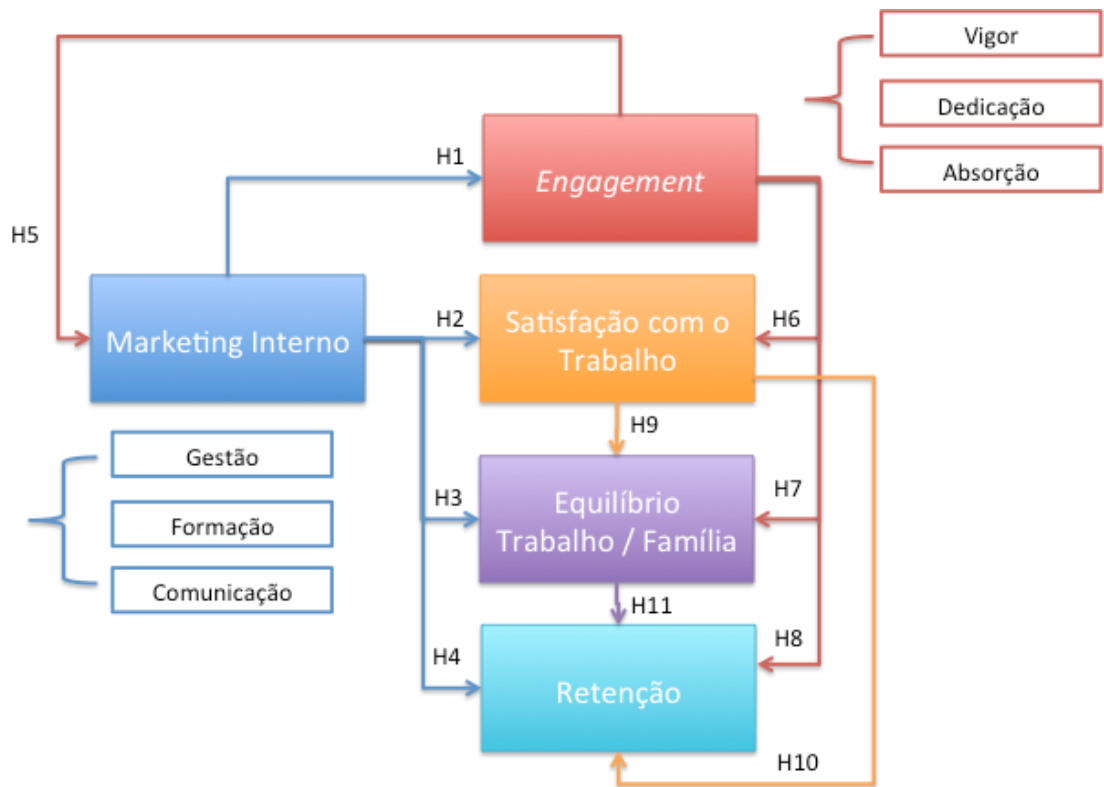 Vigor
Dedicação
Absorção
H1
Engagement
H5
Marketing Interno
H2
Satisfação com o
Trabalho
H6
H9
Gestão
Formação
Comunicação
H3
Equilíbrio
Trabalho / Família
H7
H11
H4
Retenção
H8
H10